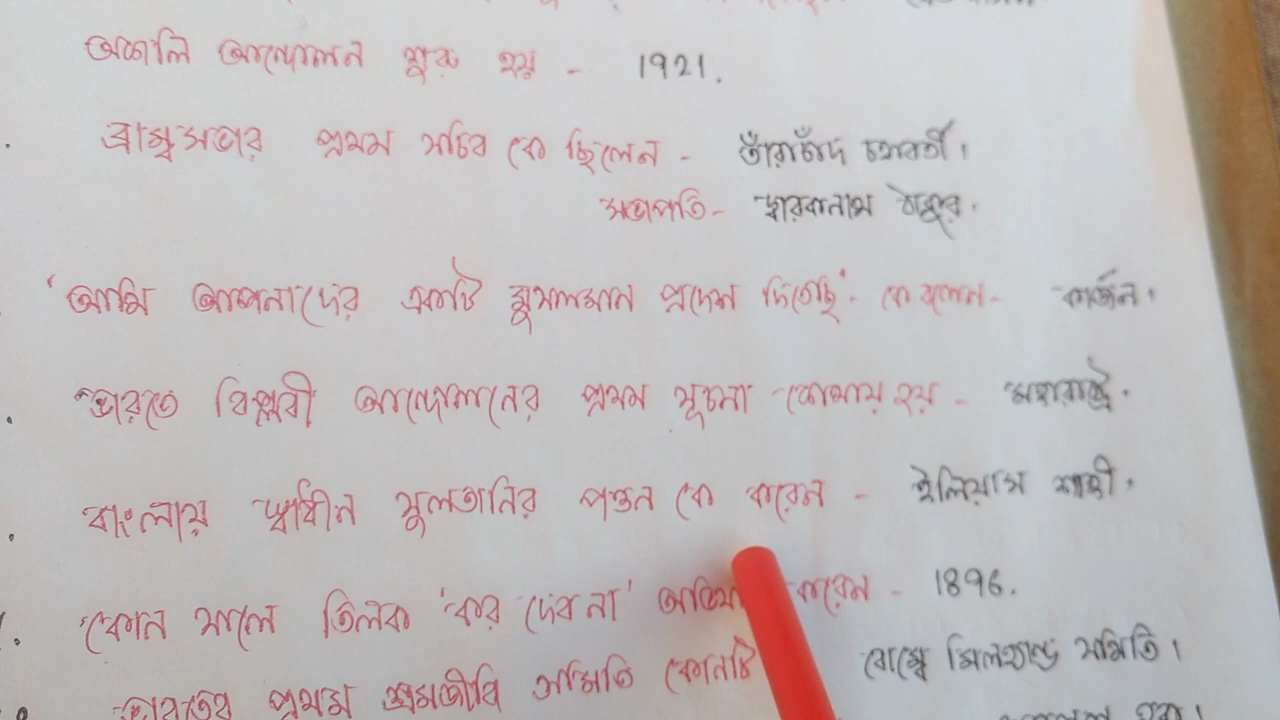 অকালি আন্দোলন শুরু হয় - 1921.
ব্রাহ্মসভার প্রথম সচিব কে ছিলেন - তাঁরাচাঁদ চক্রবর্তী।
সভাপতি - দ্বারকানাথ ঠাকুর।
'আমি আপনাদের একটি মুসলমান প্রদেশ দিতেছি' - কে বলেন - কার্জন।
ভারতে বিপ্লবী আন্দোলনের প্রথম সূচনা কোথায় হয় - মহারাষ্ট্রে।
বাংলায় স্বাধীন সুলতানির পত্তন কে করেন - ইলিয়াস শাহী।
কোন সালে তিলক 'কর দেব না' করেন - 1896.
ভারতের প্রথম শ্রমজীবি সমিতি কোনটি বোম্বে মিলহ্যান্ড সমিতি।